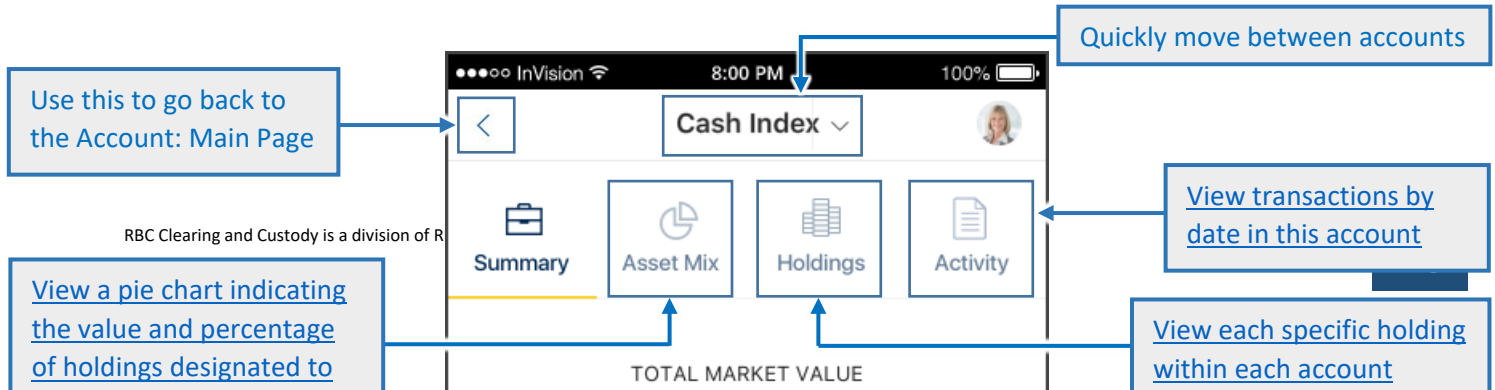 Quickly move between accounts
●●●○○ InVision 8:00 PM 100%
Use this to go back to
the Account: Main Page
Cash Index
View transactions by
date in this account
RBC Clearing and Custody is a division of R
Summary Asset Mix Holdings Activity
View a pie chart indicating
the value and percentage
of holdings designated to
View each specific holding
within each account
TOTAL MARKET VALUE